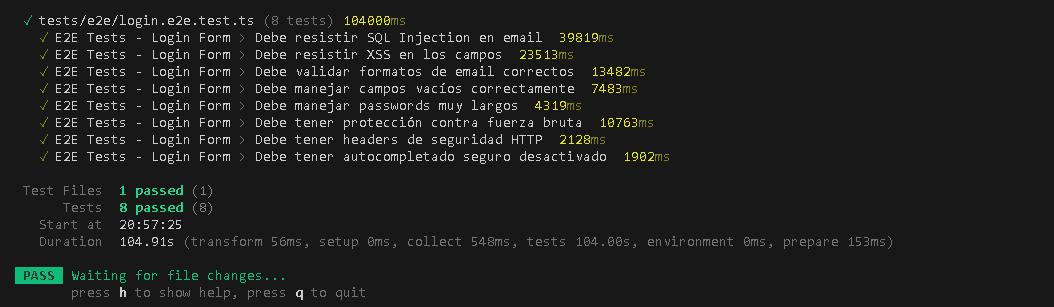 ✓ tests/e2e/login.e2e.test.ts (8 tests) 104000ms
✓ E2E Tests - Login Form > Debe resistir SQL Injection en email 39819ms
✓ E2E Tests - Login Form > Debe resistir XSS en los campos 23513ms
✓ E2E Tests - Login Form > Debe validar formatos de email correctos 13482ms
✓ E2E Tests - Login Form > Debe manejar campos vacíos correctamente 7483ms
✓ E2E Tests - Login Form > Debe manejar passwords muy largos 4319ms
✓ E2E Tests - Login Form > Debe tener protección contra fuerza bruta 10763ms
✓ E2E Tests - Login Form > Debe tener headers de seguridad HTTP 2128ms
✓ E2E Tests - Login Form > Debe tener autocompletado seguro desactivado 1902ms
Test Files 1 passed (1)
Tests 8 passed (8)
Start at 20:57:25
Duration 104.91s (transform 56ms, setup 0ms, collect 548ms, tests 104.00s, environment 0ms, prepare 153ms)
PASS Waiting for file changes...
press h to show help, press q to quit